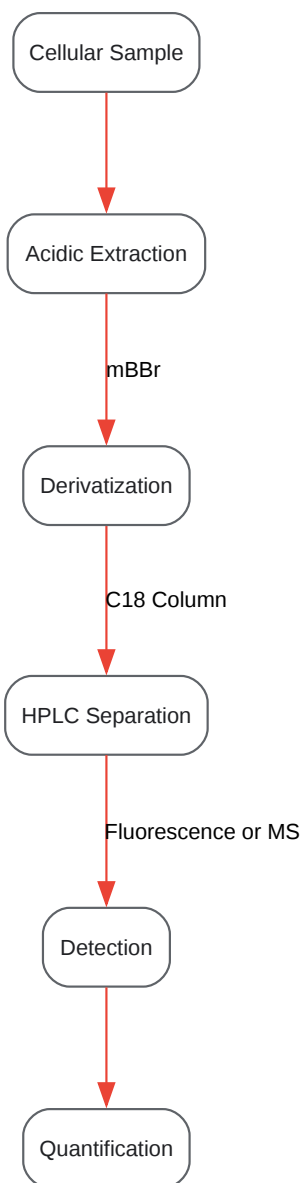 Cellular Sample
Acidic Extraction
mBBr
Derivatization
C18 Column
HPLC Separation
Fluorescence or MS
Detection
Quantification